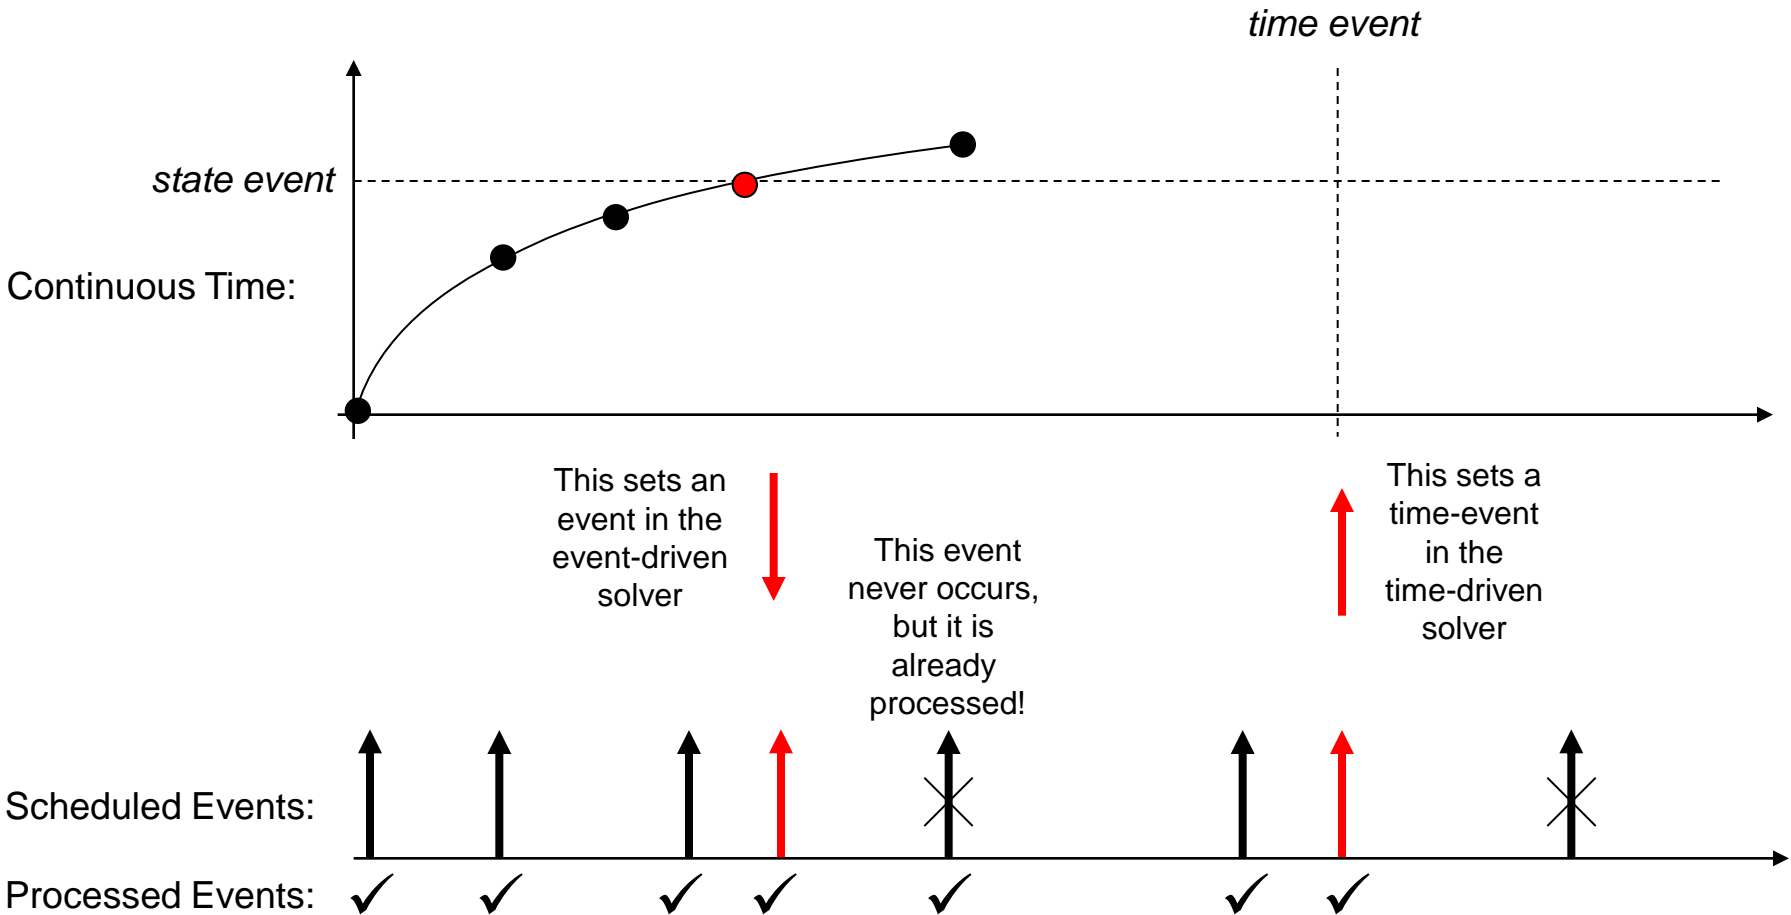 time event
state event
Continuous Time:
This sets an
event in the
event-driven
solver
This event
never occurs,
but it is
already
processed!
This sets a
time-event
in the
time-driven
solver
Scheduled Events:
Processed Events: